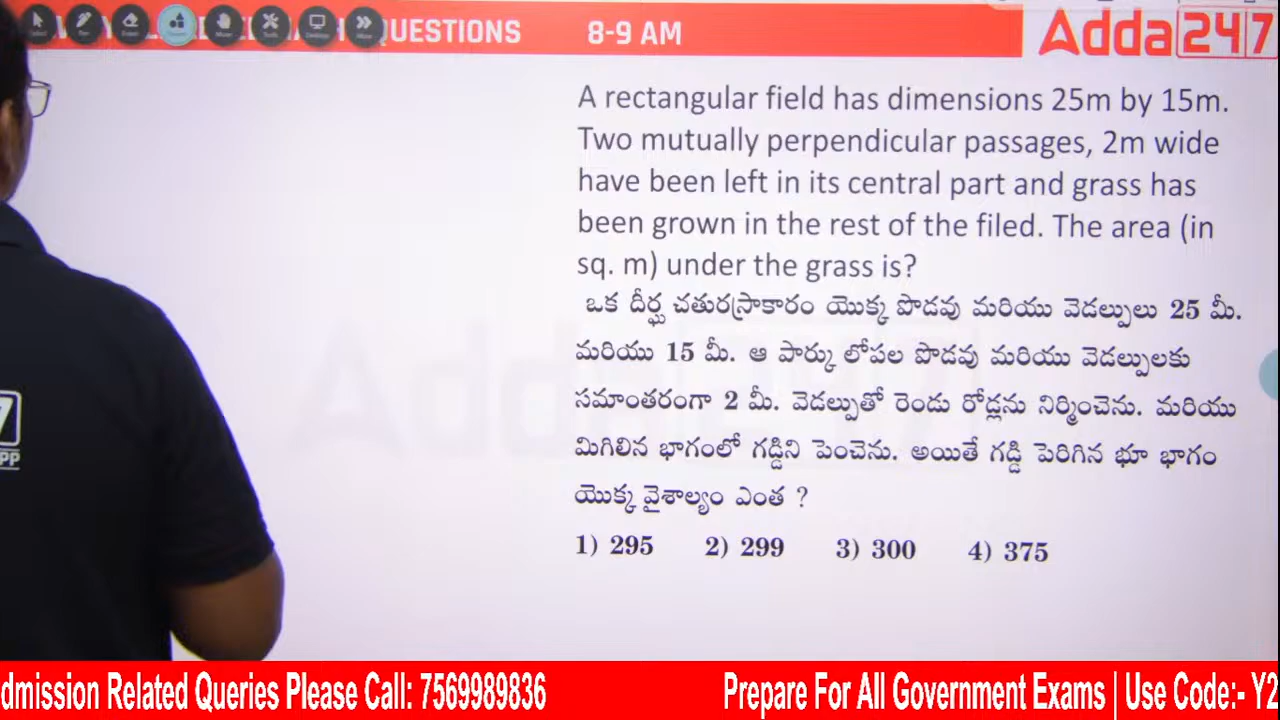 QUESTIONS 8-9 AM
Adda247
A rectangular field has dimensions 25m by 15m.
Two mutually perpendicular passages, 2m wide
have been left in its central part and grass has
been grown in the rest of the filed. The area (in
sq. m) under the grass is?
ఒక దీర్ఘ చతురస్రాకారం యొక్క పొడవు మరియు వెడల్పులు 25 మీ.
మరియు 15 మీ. ఆ పార్కు లోపల పొడవు మరియు వెడల్పులకు
సమాంతరంగా 2 మీ. వెడల్పుతో రెండు రోడ్లను నిర్మించెను. మరియు
మిగిలిన భాగంలో గడ్డిని పెంచెను. అయితే గడ్డి పెరిగిన భూ భాగం
యొక్క వైశాల్యం ఎంత ?
1) 295 2) 299 3) 300 4) 375
7
PP
dmission Related Queries Please Call: 7569989836 Prepare For All Government Exams | Use Code:- Y2